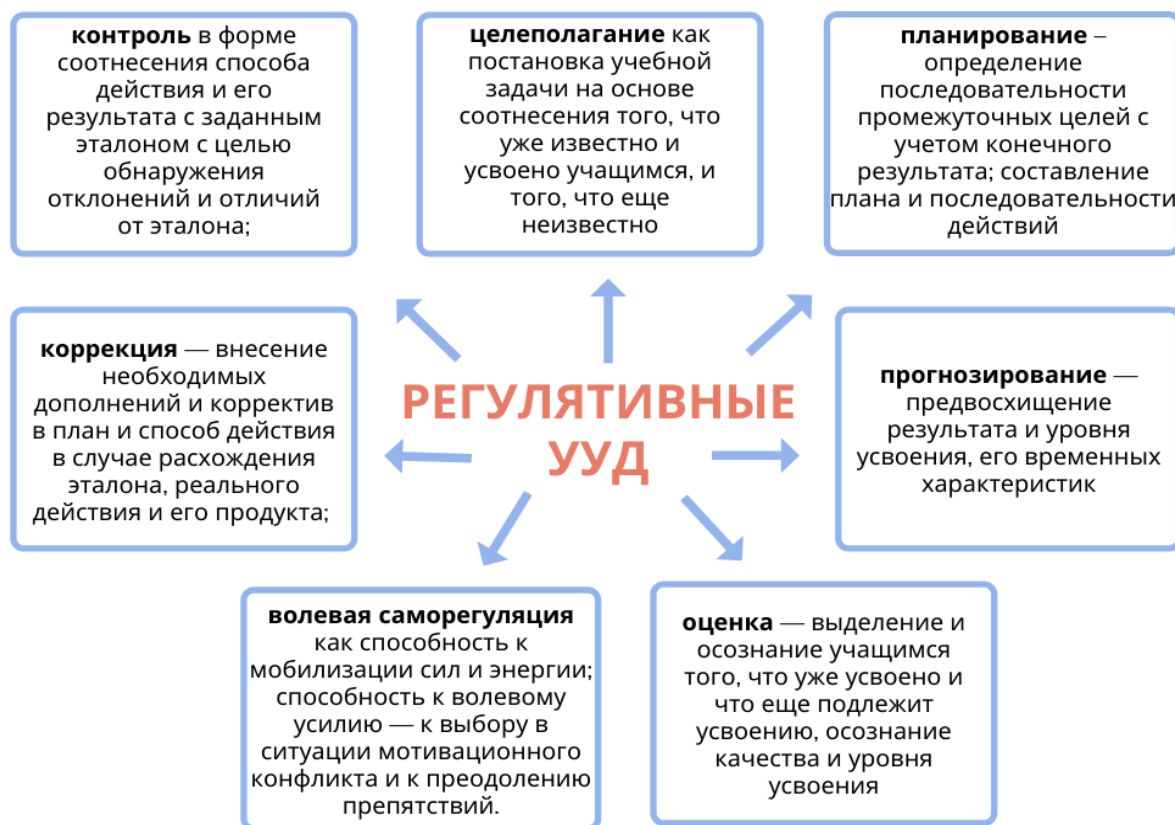 контроль в форме
соотнесения способа
действия и его
результата с заданным
эталоном с целью
обнаружения
отклонений и отличий
от эталона;
целеполагание как
постановка учебной
задачи на основе
соотнесения того, что
уже известно и
усвоено учащимся, и
того, что еще
неизвестно
планирование –
определение
последовательности
промежуточных целей с
учетом конечного
результата; составление
плана и последовательности
действий
коррекция — внесение
необходимых
дополнений и корректив
в план и способ действия
в случае расхождения
эталона, реального
действия и его продукта;
РЕГУЛЯТИВНЫЕ
УУД
прогнозирование —
предвосхищение
результата и уровня
усвоения, его временных
характеристик
волевая саморегуляция
как способность к
мобилизации сил и энергии;
способность к волевому
усилию — к выбору в
ситуации мотивационного
конфликта и к преодолению
препятствий.
оценка — выделение и
осознание учащимся
того, что уже усвоено и
что еще подлежит
усвоению, осознание
качества и уровня
усвоения